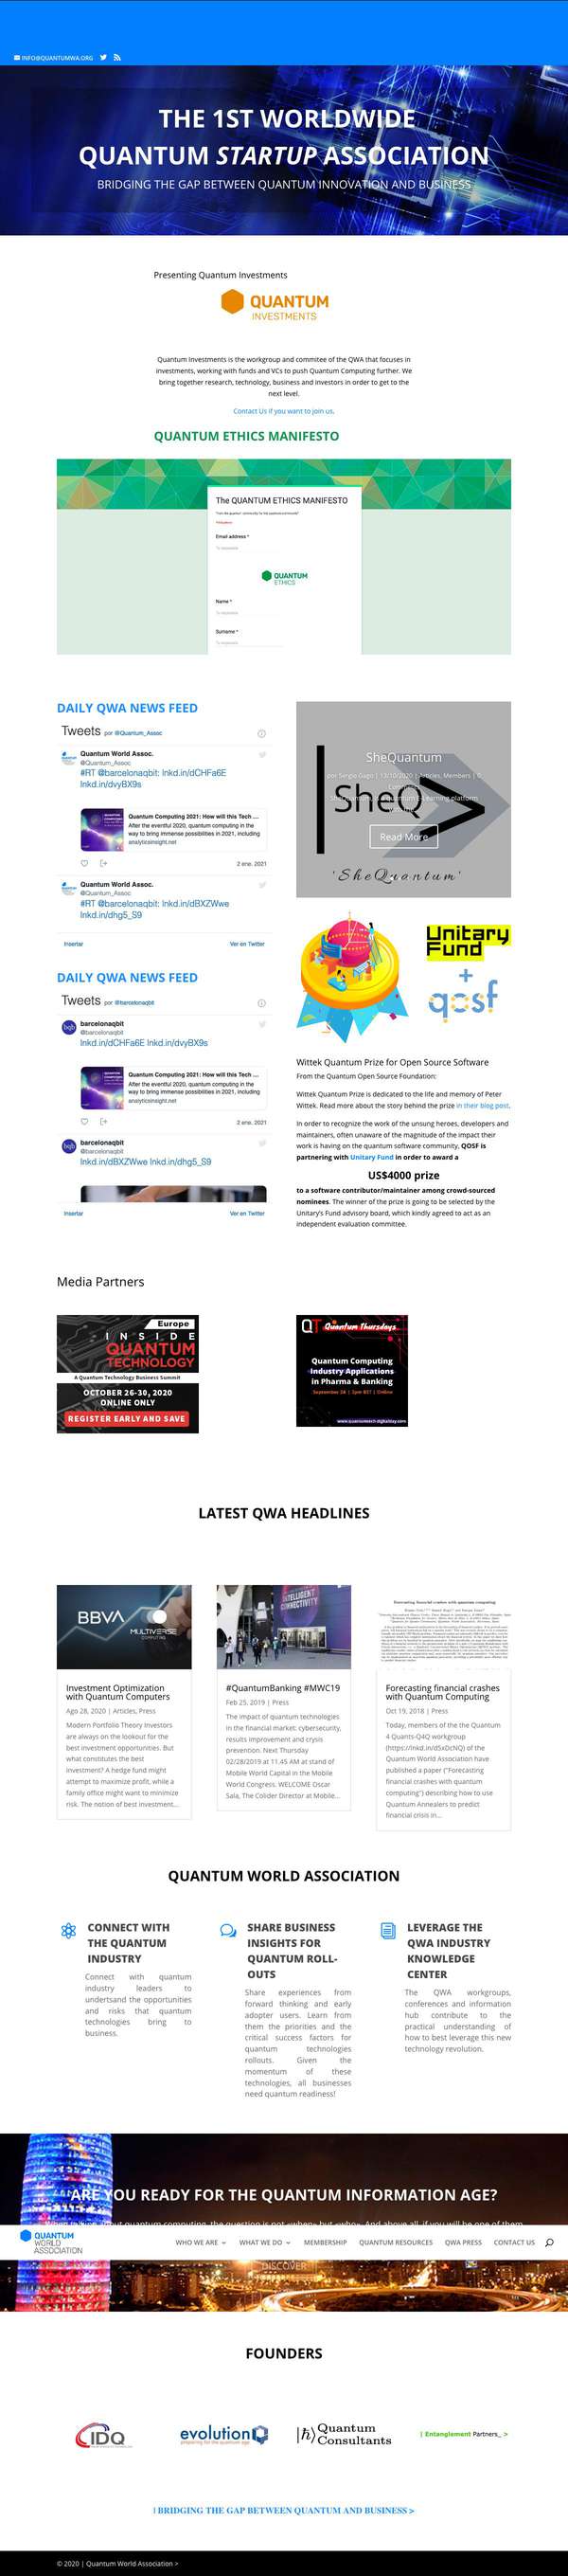 INFO@QUANTUMWA.ORG
THE 1ST WORLDWIDE
QUANTUM STARTUP ASSOCIATION
BRIDGING THE GAP BETWEEN QUANTUM INNOVATION AND BUSINESS
Presenting Quantum Investments
QUANTUM
INVESTMENTS
Quantum Investments is the workgroup and commitee of the QWA that focuses in
investments, working with funds and VCs to push Quantum Computing further. We
bring together research, technology, business and investors in order to get to the
next level.
Contact Us if you want to join us.
QUANTUM ETHICS MANIFESTO
The QUANTUM ETHICS MANIFESTO
Email address *
QUANTUM
ETHICS
Name *
Surname *
DAILY QWA NEWS FEED
Tweets por @Quantum_Assoc
Quantum World Assoc.
@Quantum_Assoc
#RT @barcelonaqbit: lnkd.in/dCHFa6E
lnkd.in/dvyBX9s
Quantum Computing 2021: How will this Tech ...
After the eventful 2020, quantum computing in the
way to bring immense possibilities in 2021, including
analyticsinsight.net
2 ene. 2021
Quantum World Assoc.
@Quantum_Assoc
#RT @barcelonaqbit: lnkd.in/dBXZWwe
lnkd.in/dhg5_S9
Insertar
Ver en Twitter
DAILY QWA NEWS FEED
Tweets por @barcelonaqbit
barcelonaqbit
@barcelonaqbit
lnkd.in/dCHFa6E lnkd.in/dvyBX9s
Quantum Computing 2021: How will this Tech ...
After the eventful 2020, quantum computing in the
way to bring immense possibilities in 2021, including
analyticsinsight.net
2 ene. 2021
barcelonaqbit
@barcelonaqbit
lnkd.in/dBXZWwe lnkd.in/dhg5_S9
Insertar
Ver en Twitter
SheQuantum
por Sergio Gago | 13/10/2020 | Articles, Members | 0
SheQ
Read More
'SheQuantum'
Unitary
Fund
+
qosf
Wittek Quantum Prize for Open Source Software
From the Quantum Open Source Foundation:
Wittek Quantum Prize is dedicated to the life and memory of Peter
Wittek. Read more about the story behind the prize in their blog post.
In order to recognize the work of the unsung heroes, developers and
maintainers, often unaware of the magnitude of the impact their
work is having on the quantum software community, QOSF is
partnering with Unitary Fund in order to award a
US$4000 prize
to a software contributor/maintainer among crowd-sourced
nominees. The winner of the prize is going to be selected by the
Unitary's Fund advisory board, which kindly agreed to act as an
independent evaluation committee.
Media Partners
Europe
INSIDE
QUANTUM
TECHNOLOGY
A Quantum Technology Business Summit
OCTOBER 26-30, 2020
ONLINE ONLY
REGISTER EARLY AND SAVE
QT Quantum Thursdays
Quantum Computing
Industry Applications
in Pharma & Banking
September 24 | 3pm BST | Online
LATEST QWA HEADLINES
BBVA
MULTIVERSE
COMPUTING
Investment Optimization
with Quantum Computers
Ago 28, 2020 | Articles, Press
Modern Portfolio Theory Investors
are always on the lookout for the
best investment opportunities. But
what constitutes the best
investment? A hedge fund might
attempt to maximize profit, while a
family office might want to minimize
risk. The notion of best investment...
INTELLIGENT
CONNECTIVITY
#QuantumBanking #MWC19
Feb 25, 2019 | Press
The impact of quantum technologies
in the financial market: cybersecurity,
results improvement and crysis
prevention. Next Thursday
02/28/2019 at 11.45 AM at stand of
Mobile World Capital in the Mobile
World Congress. WELCOME Oscar
Sala, The Colider Director at Mobile...
Forecasting financial crashes with quantum computing
Forecasting financial crashes
with Quantum Computing
Oct 19, 2018 | Press
Today, members of the the Quantum
4 Quants-Q4Q workgroup
(https://lnkd.in/dSxDcNQ) of the
Quantum World Association have
published a paper ("Forecasting
financial crashes with quantum
computing") describing how to use
Quantum Annealers to predict
financial crisis in...
QUANTUM WORLD ASSOCIATION
CONNECT WITH
THE QUANTUM
INDUSTRY
Connect with quantum
industry leaders to
undertsand the opportunities
and risks that quantum
technologies bring to
business.
SHARE BUSINESS
INSIGHTS FOR
QUANTUM ROLL-
OUTS
Share experiences from
forward thinking and early
adopter users. Learn from
them the priorities and the
critical success factors for
quantum technologies
rollouts. Given the
momentum of these
technologies, all businesses
need quantum readiness!
LEVERAGE THE
QWA INDUSTRY
KNOWLEDGE
CENTER
The QWA workgroups,
conferences and information
hub contribute to the
practical understanding of
how to best leverage this new
technology revolution.
ARE YOU READY FOR THE QUANTUM INFORMATION AGE?
QUANTUM
WORLD
ASSOCIATION
WHO WE ARE
WHAT WE DO
MEMBERSHIP
QUANTUM RESOURCES
QWA PRESS
CONTACT US
DISCOVER
FOUNDERS
IDQ
evolutionQ
preparing for the quantum age
|ℏ⟩ Quantum
Consultants
| Entanglement Partners_ >
| BRIDGING THE GAP BETWEEN QUANTUM AND BUSINESS >
© 2020 | Quantum World Association >